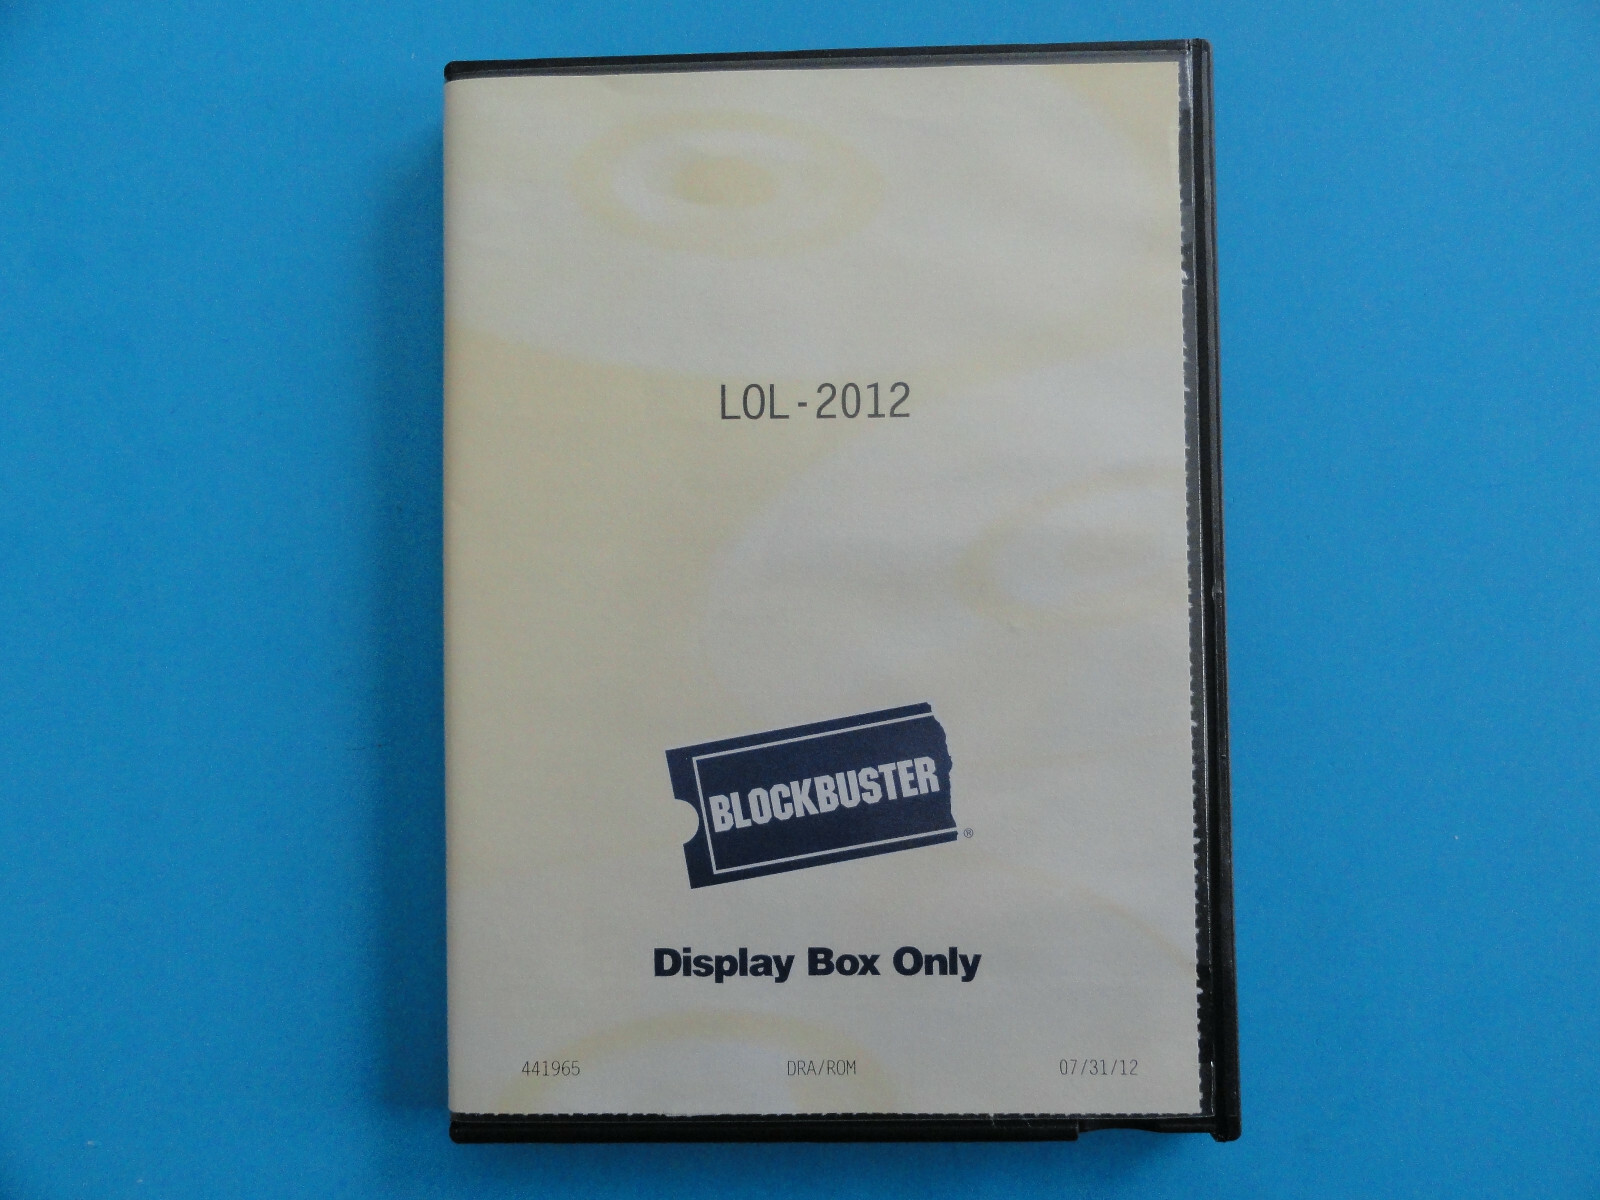 LOL-2012
BLOCKBUSTER ®
Display Box Only
441965 DRA/ROM 07/31/12